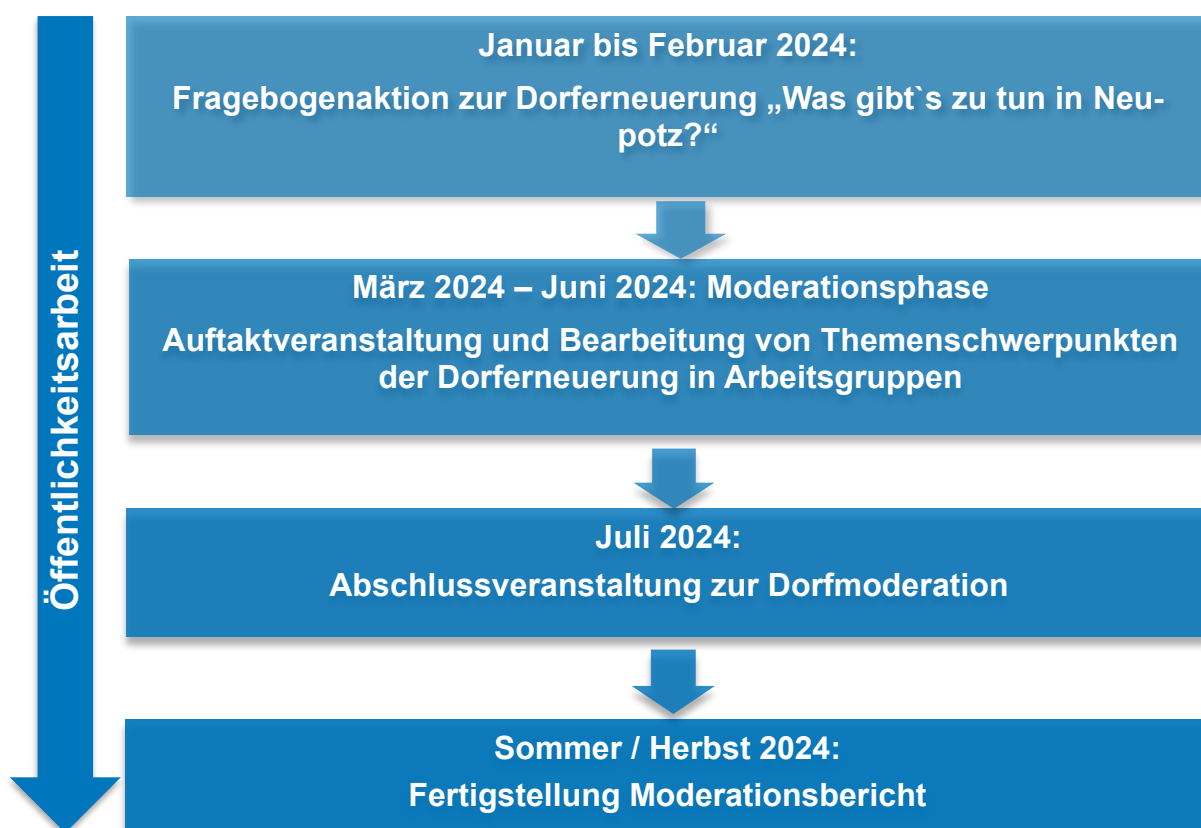 Öffentlichkeitsarbeit
Januar bis Februar 2024:
Fragebogenaktion zur Dorferneuerung „Was gibt`s zu tun in Neu-
potz?“
März 2024 – Juni 2024: Moderationsphase
Auftaktveranstaltung und Bearbeitung von Themenschwerpunkten
der Dorferneuerung in Arbeitsgruppen
Juli 2024:
Abschlussveranstaltung zur Dorfmoderation
Sommer / Herbst 2024:
Fertigstellung Moderationsbericht